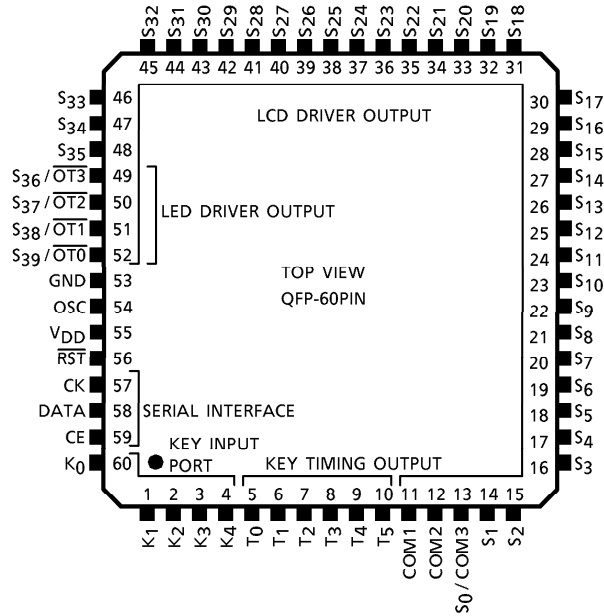 S32 S31 S30 S29 S28 S27 S26 S25 S24 S23 S22 S21 S20 S19 S18
45 44 43 42 41 40 39 38 37 36 35 34 33 32 31
S33 46
S34 47
S35 48
S36 / OT3 49
S37 / OT2 50
S38 / OT1 51
S39 / OT0 52
GND 53
OSC 54
VDD 55
RST 56
CK 57
DATA 58
CE 59
K0 60
LCD DRIVER OUTPUT
LED DRIVER OUTPUT
TOP VIEW
QFP-60PIN
SERIAL INTERFACE
KEY INPUT
PORT
KEY TIMING OUTPUT
30 S17
29 S16
28 S15
27 S14
26 S13
25 S12
24 S11
23 S10
22 S9
21 S8
20 S7
19 S6
18 S5
17 S4
16 S3
1 2 3 4 5 6 7 8 9 10 11 12 13 14 15
K1 K2 K3 K4 T0 T1 T2 T3 T4 T5 COM1 COM2 S0 / COM3 S1 S2